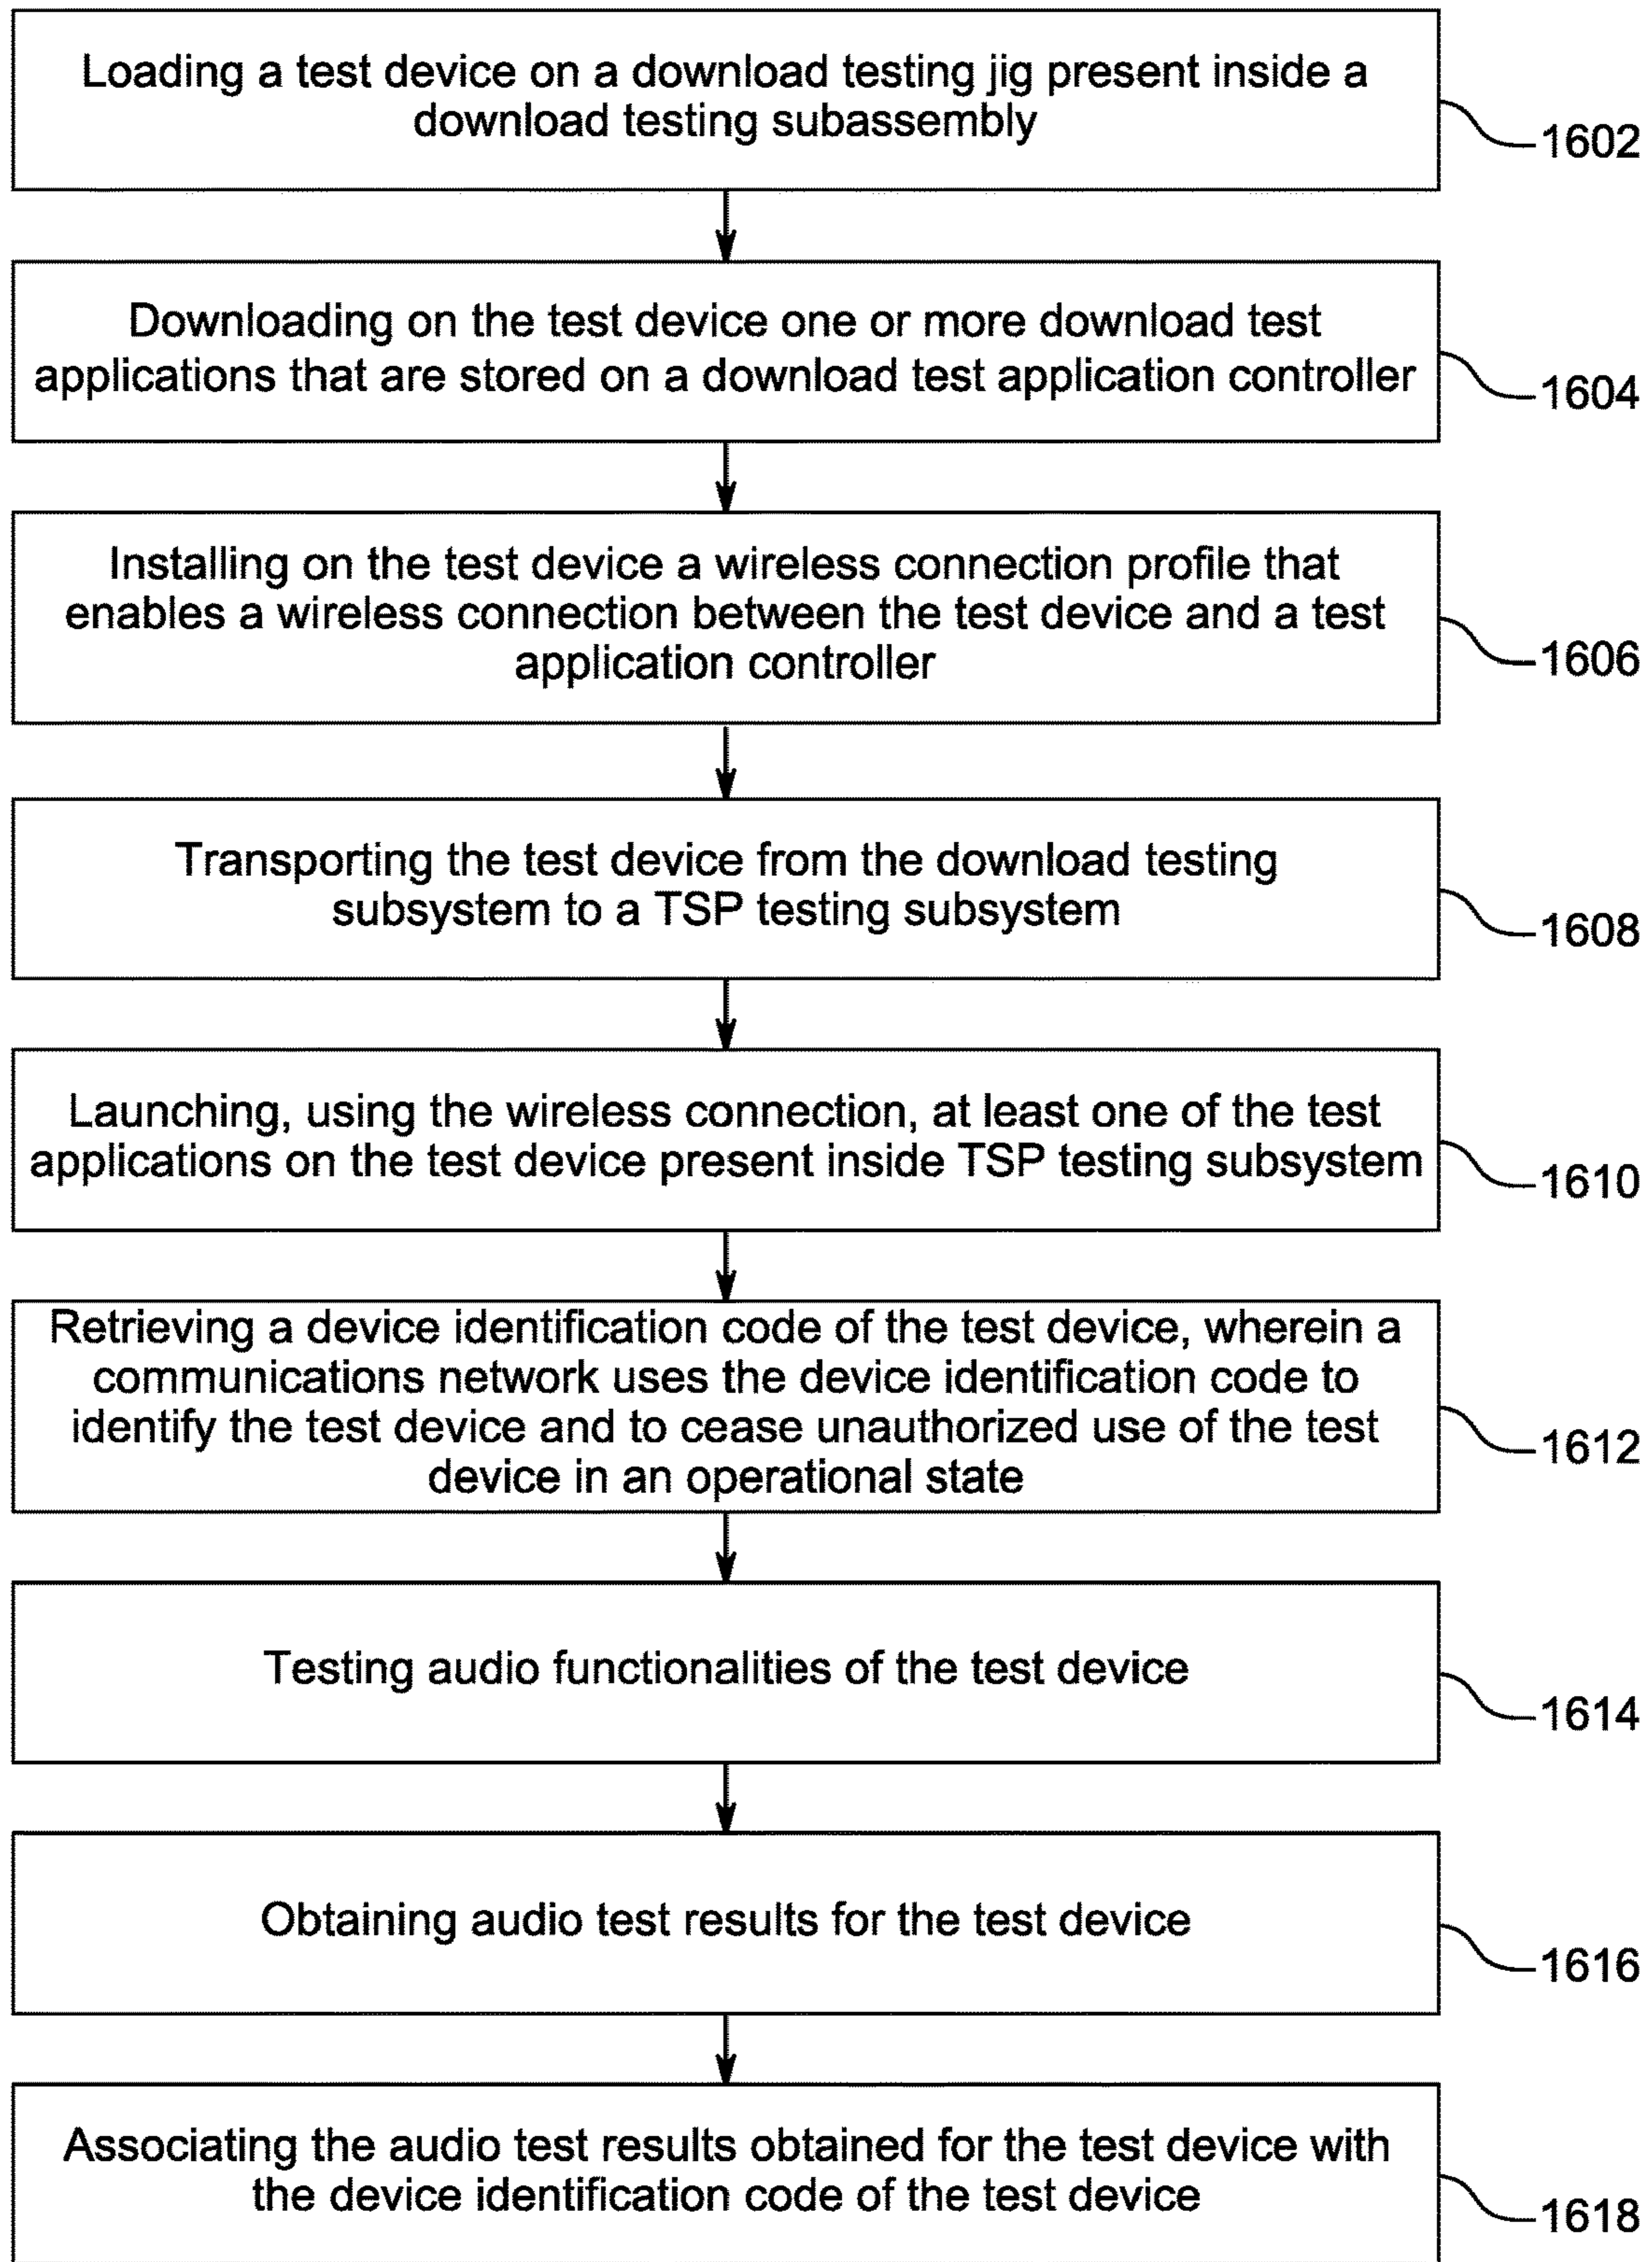 Loading a test device on a download testing jig present inside a
download testing subassembly
1602
Downloading on the test device one or more download test
applications that are stored on a download test application controller
1604
Installing on the test device a wireless connection profile that
enables a wireless connection between the test device and a test
application controller
1606
Transporting the test device from the download testing
subsystem to a TSP testing subsystem
1608
Launching, using the wireless connection, at least one of the test
applications on the test device present inside TSP testing subsystem
1610
Retrieving a device identification code of the test device, wherein a
communications network uses the device identification code to
identify the test device and to cease unauthorized use of the test
device in an operational state
1612
Testing audio functionalities of the test device
1614
Obtaining audio test results for the test device
1616
Associating the audio test results obtained for the test device with
the device identification code of the test device
1618